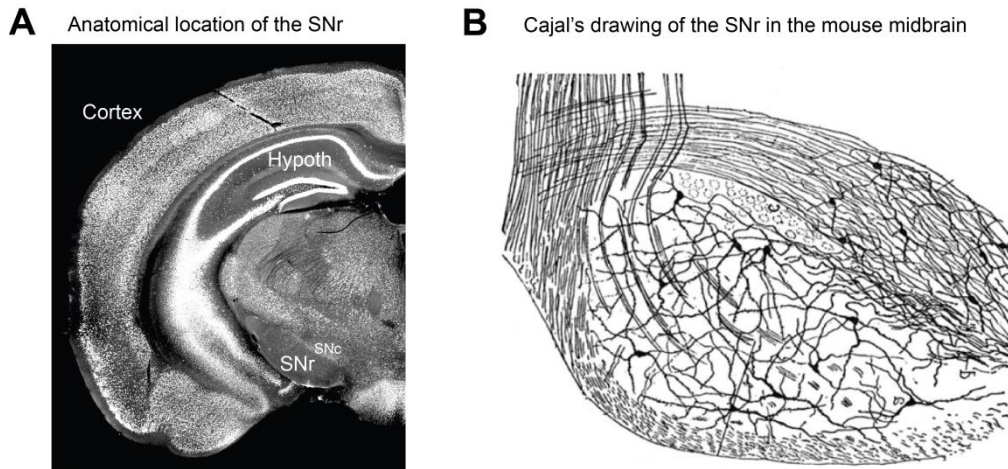 A Anatomical location of the SNr
Cortex
Hypoth
SNc
SNr
B Cajal's drawing of the SNr in the mouse midbrain